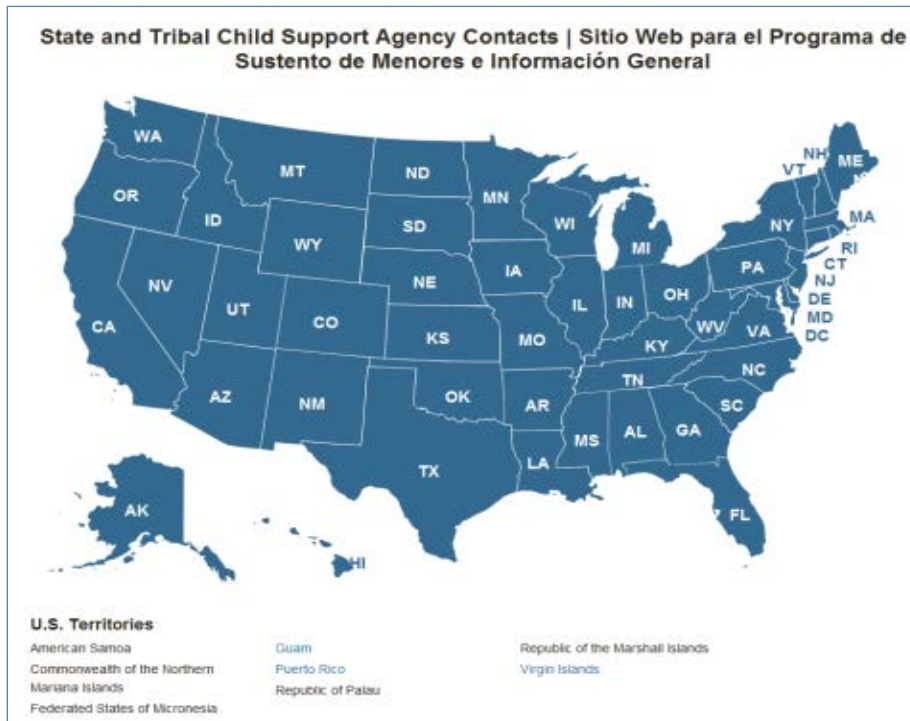 State and Tribal Child Support Agency Contacts | Sitio Web para el Programa de
Sustento de Menores e Información General
WA
MT
ND
MN
OR
ID
SD
WI
MI
NY
VT
NH
ME
MA
RI
CT
NJ
DE
MD
DC
WY
IA
NE
PA
NV
UT
CO
IL
IN
OH
WV
VA
CA
KS
MO
KY
NC
TN
AZ
NM
OK
AR
SC
MS
AL
GA
TX
LA
FL
AK
HI
U.S. Territories
American Samoa
Commonwealth of the Northern
Mariana Islands
Federated States of Micronesia
Guam
Puerto Rico
Republic of Palau
Republic of the Marshall Islands
Virgin Islands